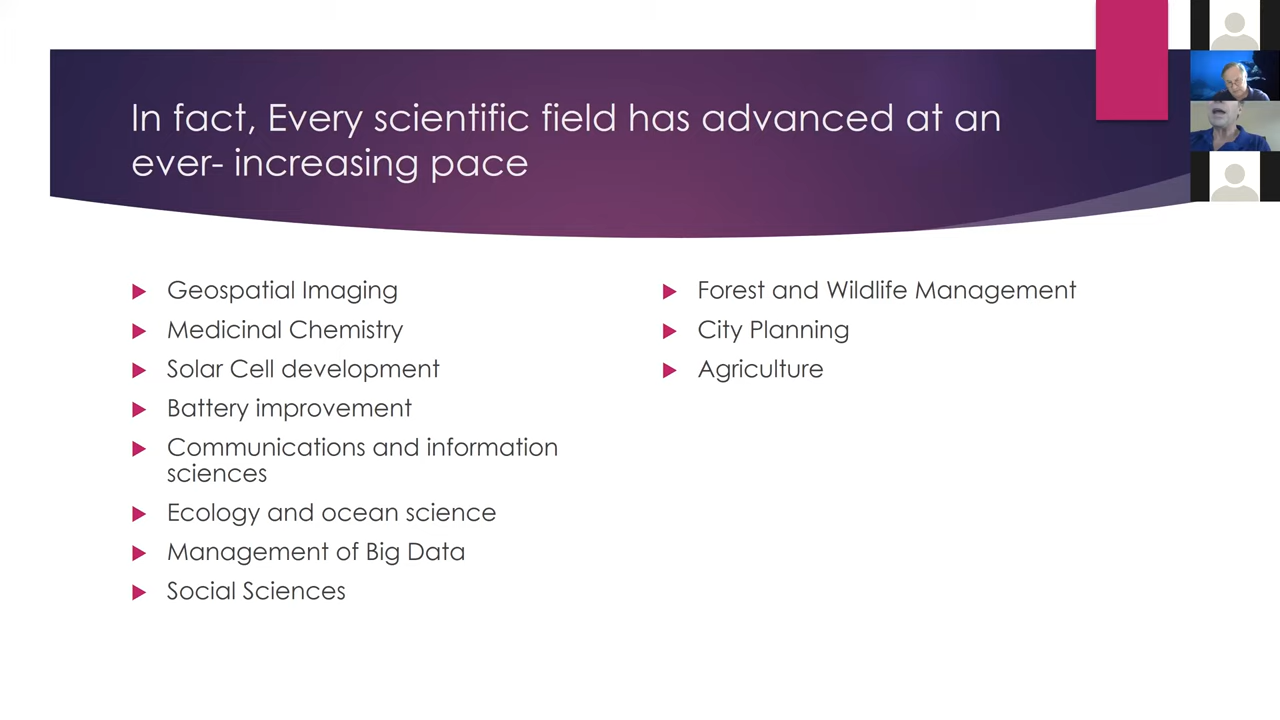 In fact, Every scientific field has advanced at an
ever- increasing pace
Geospatial Imaging
Medicinal Chemistry
Solar Cell development
Battery improvement
Communications and information
sciences
Ecology and ocean science
Management of Big Data
Social Sciences
Forest and Wildlife Management
City Planning
Agriculture